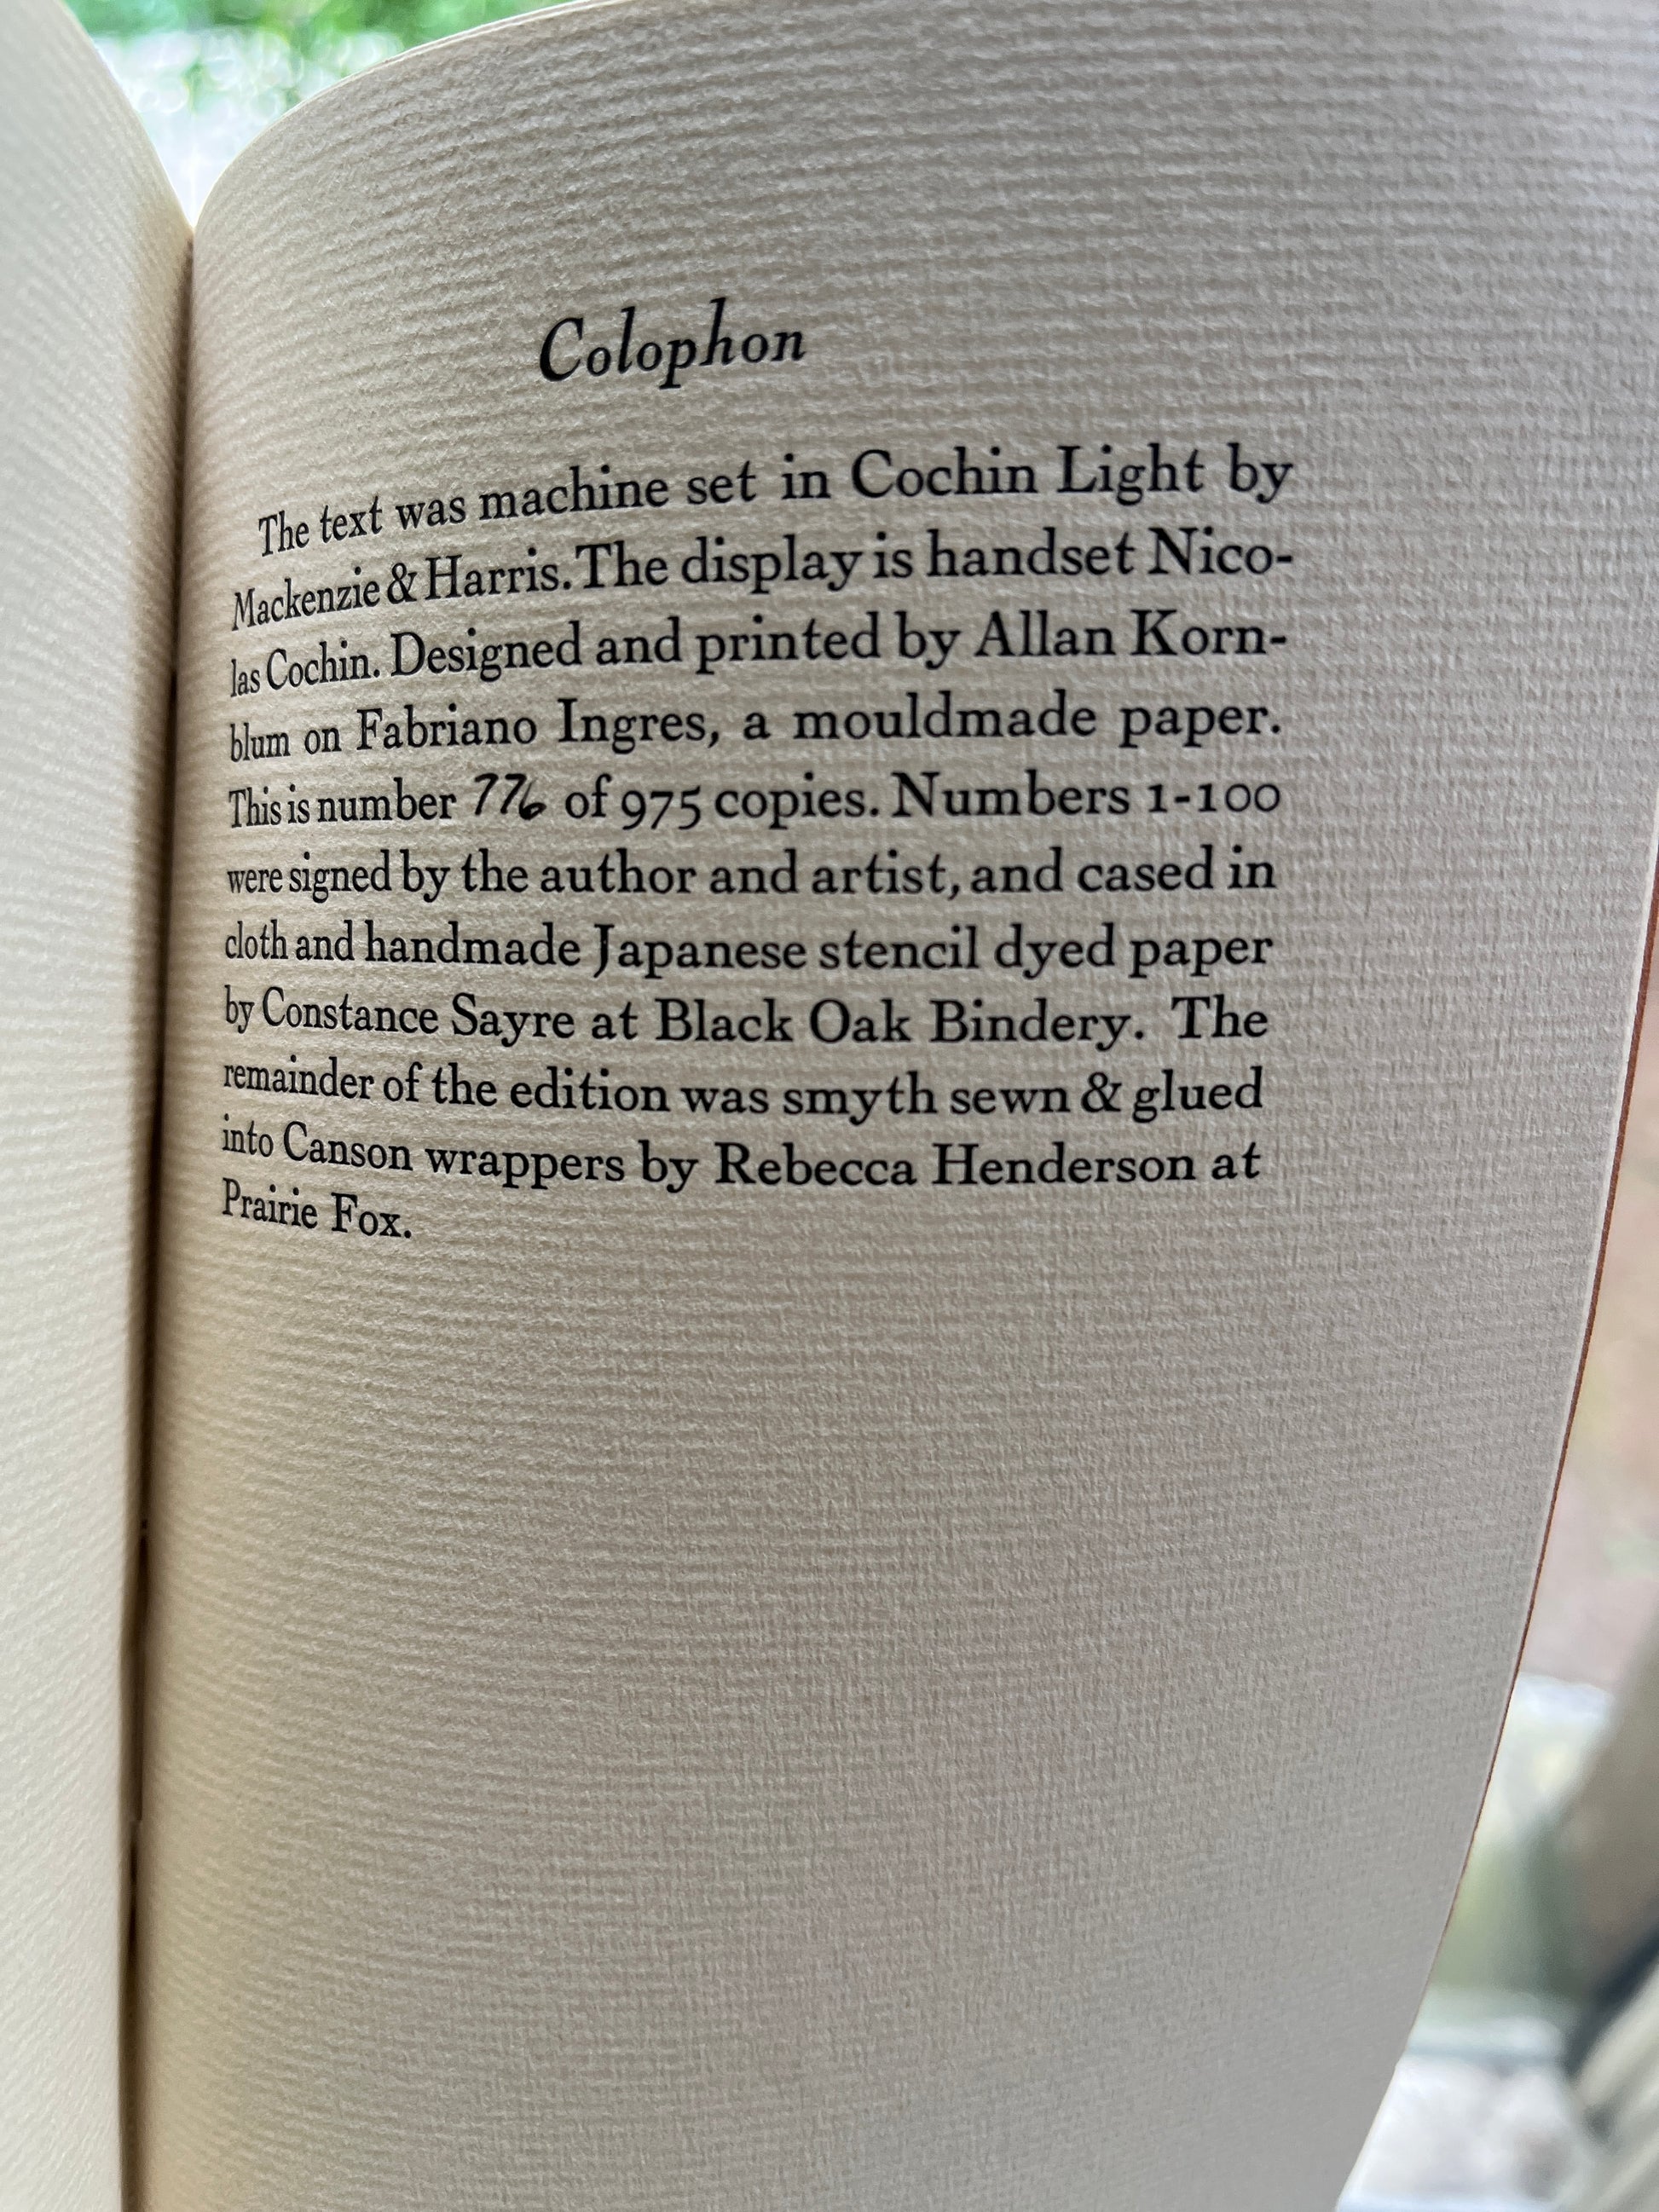 Colophon
The text was machine set in Cochin Light by
Mackenzie & Harris. The display is handset Nico-
las Cochin. Designed and printed by Allan Korn-
blum on Fabriano Ingres, a mouldmade paper.
This is number 776 of 975 copies. Numbers 1-100
were signed by the author and artist, and cased in
cloth and handmade Japanese stencil dyed paper
by Constance Sayre at Black Oak Bindery. The
remainder of the edition was smyth sewn & glued
into Canson wrappers by Rebecca Henderson at
Prairie Fox.